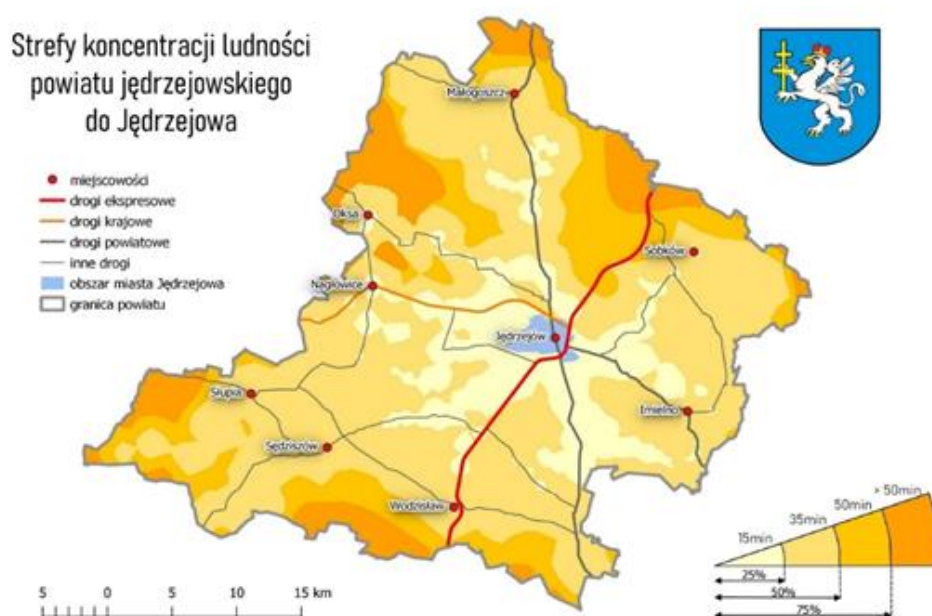 Strefy koncentracji ludności
powiatu jędrzejowskiego
do Jędrzejowa
miejscowości
drogi ekspresowe
drogi krajowe
drogi powiatowe
inne drogi
obszar miasta Jędrzejowa
granica powiatu
Małogoszcz
Oksa
Sobków
Nagłowice
Jędrzejów
Słupia
Imielno
Sędziszów
Wodzisław
> 50min
50min
35min
15min
25%
50%
75%
5 0 5 10 15 km